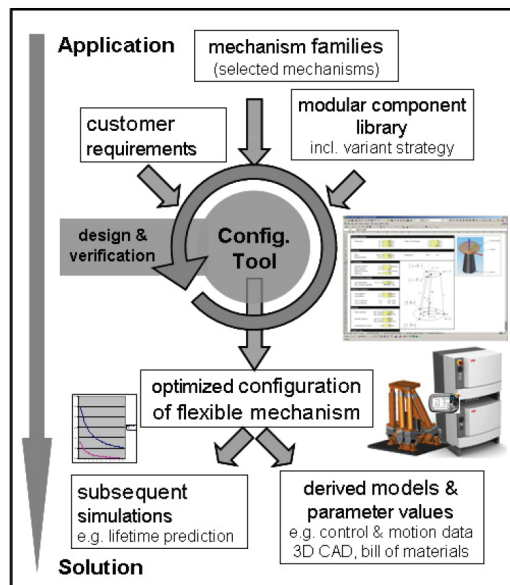 Application
mechanism families
(selected mechanisms)
customer
requirements
modular component
library
incl. variant strategy
design &
verification
Config.
Tool
optimized configuration
of flexible mechanism
subsequent
simulations
e.g. lifetime prediction
derived models &
parameter values
e.g. control & motion data
3D CAD, bill of materials
Solution